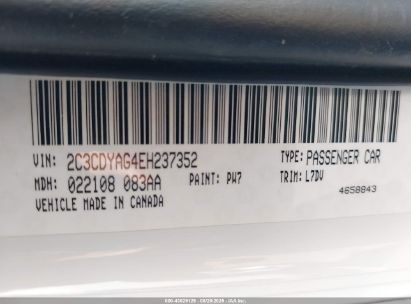 VIN: 2C3CDYAG4EH237352 TYPE: PASSENGER CAR
MDH: 022108 083AA PAINT: PW7 TRIM: L7DV
VEHICLE MADE IN CANADA 4658843